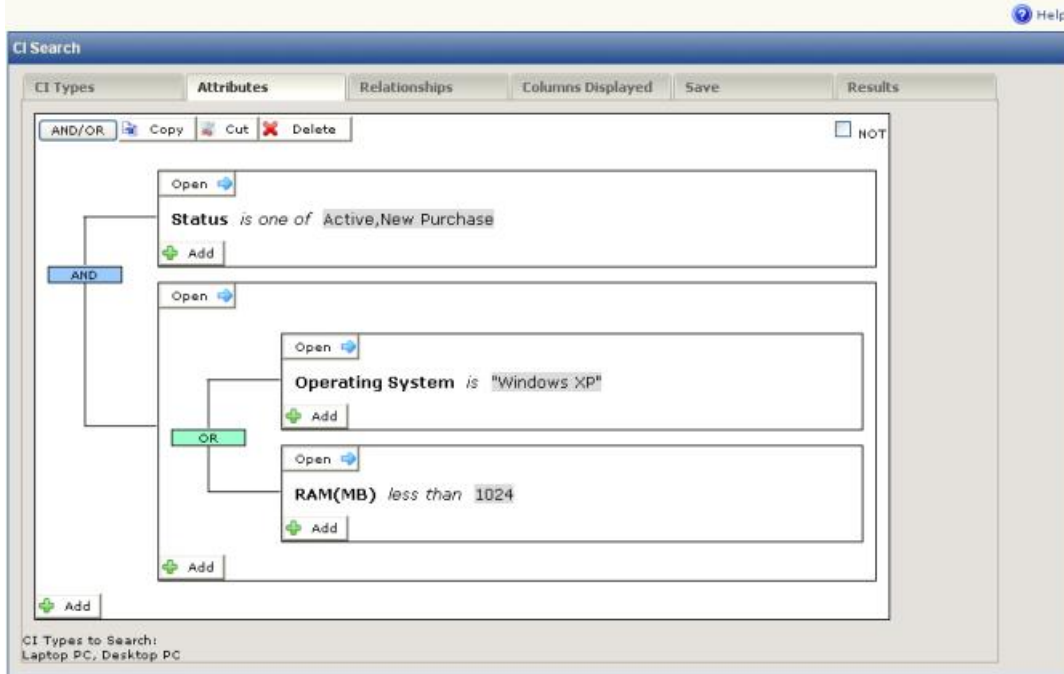 Help
CI Search
CI Types Attributes Relationships Columns Displayed Save Results
AND/OR Copy Cut Delete NOT
Open
Status is one of Active,New Purchase
Add
AND
Open
Open
Operating System is "Windows XP"
Add
OR
Open
RAM(MB) less than 1024
Add
Add
Add
CI Types to Search:
Laptop PC, Desktop PC